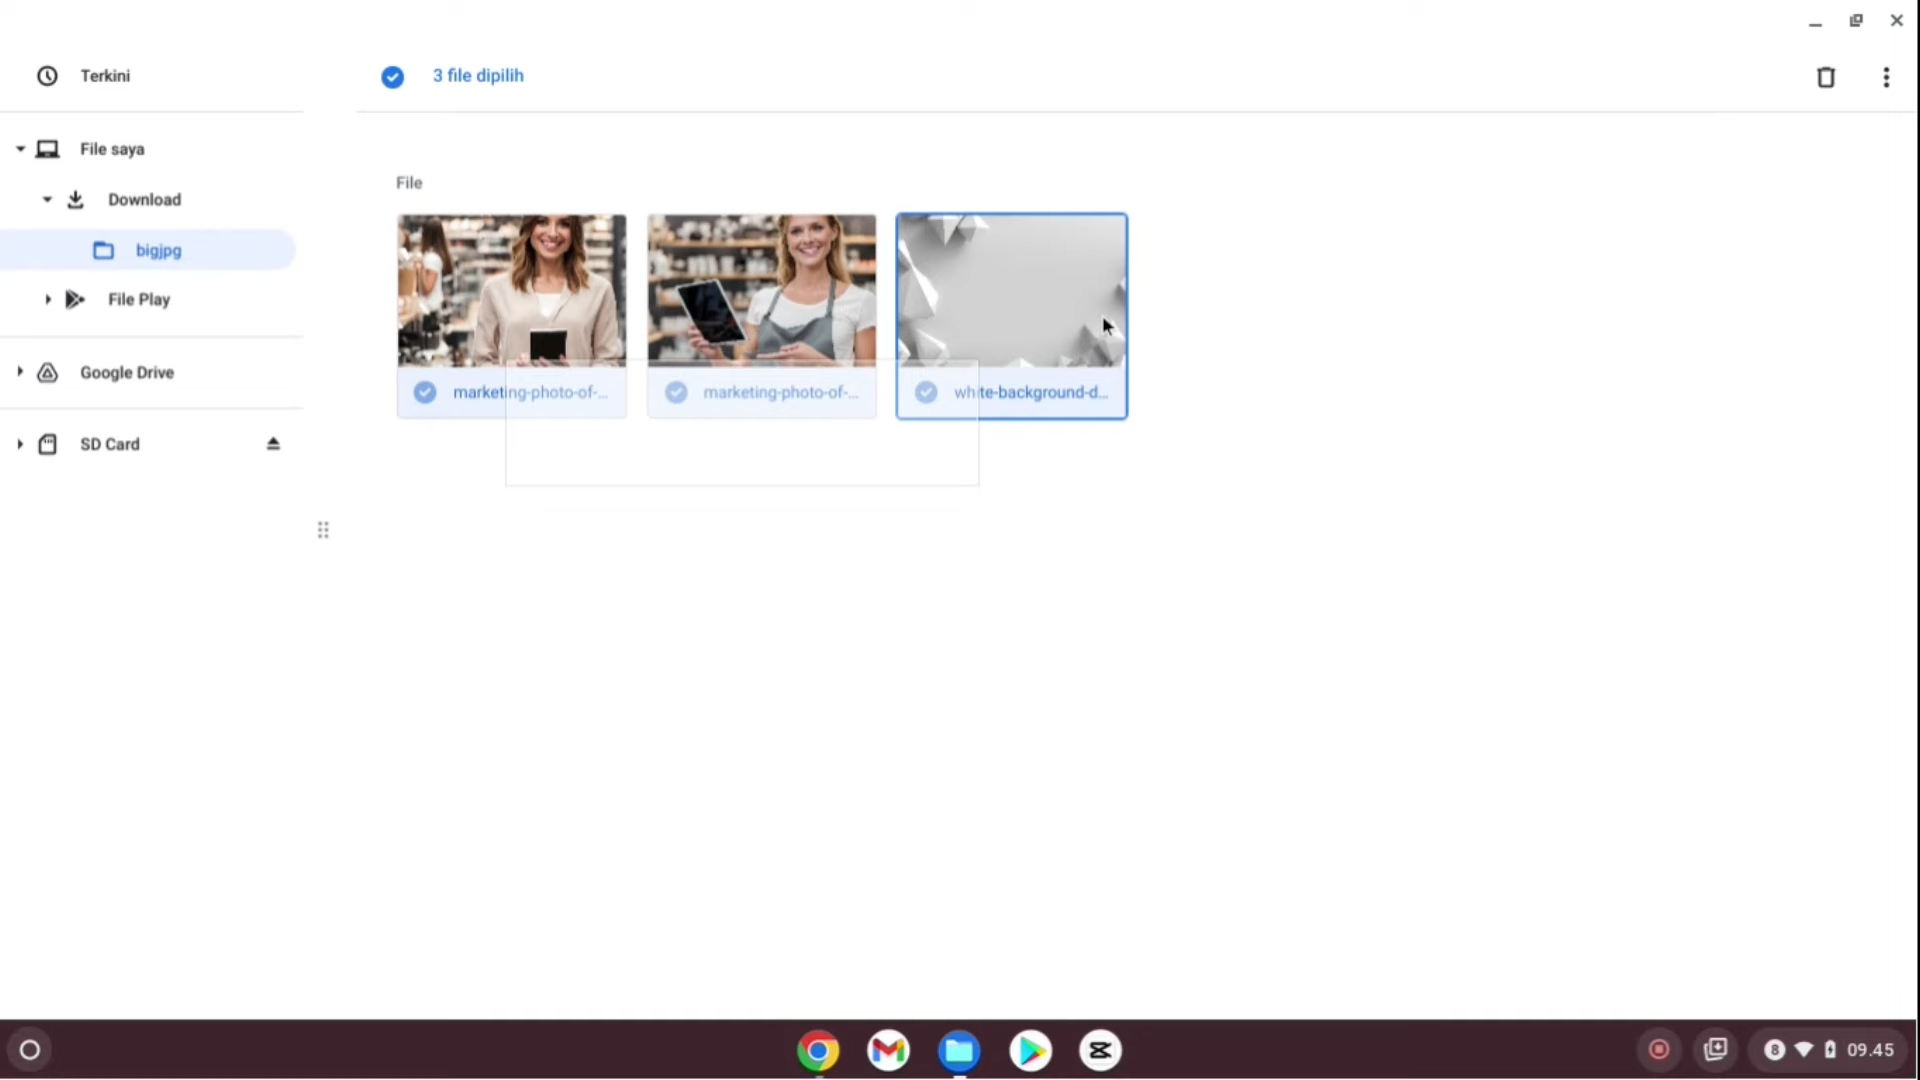 Terkini
3 file dipilih
File saya
Download
bigjpg
File Play
Google Drive
SD Card
File
marketing-photo-of-...
marketing-photo-of-...
white-background-d...
8
09.45